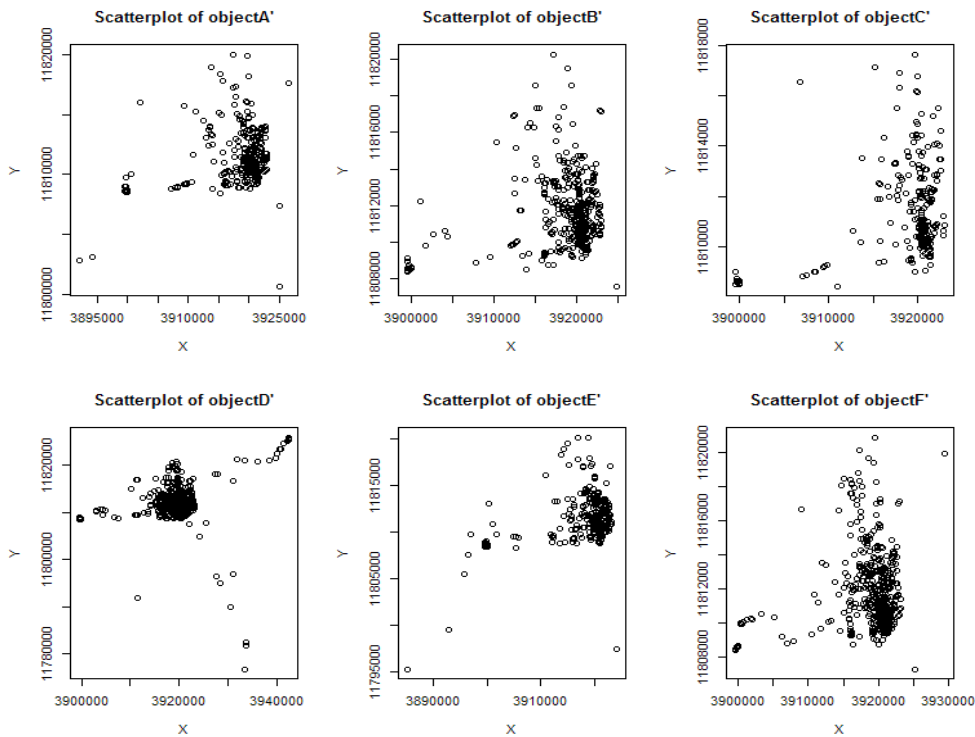 Scatterplot of objectA'
Y
11800000 11810000 11820000
3895000 3910000 3925000
X
Scatterplot of objectB'
Y
11808000 11812000 11816000 11820000
3900000 3910000 3920000
X
Scatterplot of objectC'
Y
11810000 11814000 11818000
3900000 3910000 3920000
X
Scatterplot of objectD'
Y
11780000 11800000 11820000
3900000 3920000 3940000
X
Scatterplot of objectE'
Y
11795000 11805000 11815000
3890000 3910000
X
Scatterplot of objectF'
Y
11808000 11812000 11816000 11820000
3900000 3910000 3920000 3930000
X